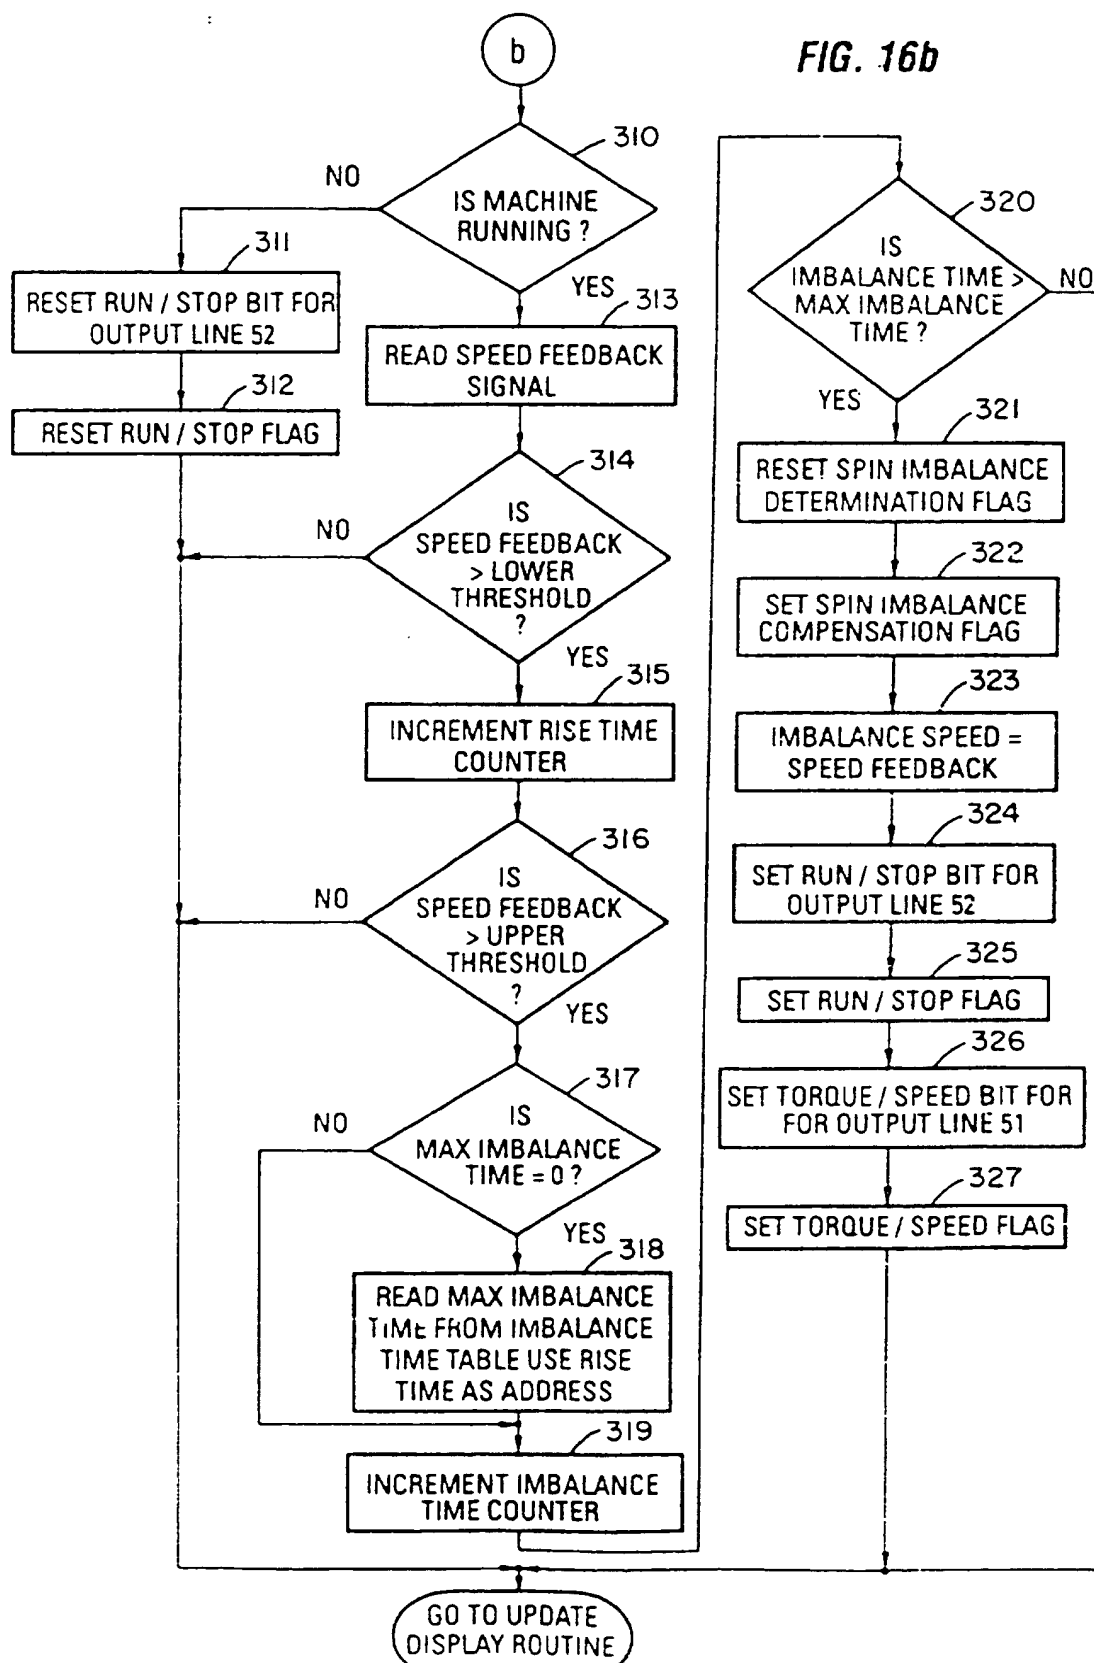 b
FIG. 16b
310
NO
IS MACHINE
RUNNING ?
YES
311
RESET RUN / STOP BIT FOR
OUTPUT LINE 52
312
RESET RUN / STOP FLAG
313
READ SPEED FEEDBACK
SIGNAL
314
NO
IS
SPEED FEEDBACK
> LOWER
THRESHOLD
?
YES
315
INCREMENT RISE TIME
COUNTER
316
NO
IS
SPEED FEEDBACK
> UPPER
THRESHOLD
?
YES
317
NO
IS
MAX IMBALANCE
TIME = 0 ?
YES
318
READ MAX IMBALANCE
TIME FROM IMBALANCE
TIME TABLE USE RISE
TIME AS ADDRESS
319
INCREMENT IMBALANCE
TIME COUNTER
320
IS
IMBALANCE TIME >
MAX IMBALANCE
TIME ?
NO
YES
321
RESET SPIN IMBALANCE
DETERMINATION FLAG
322
SET SPIN IMBALANCE
COMPENSATION FLAG
323
IMBALANCE SPEED =
SPEED FEEDBACK
324
SET RUN / STOP BIT FOR
OUTPUT LINE 52
325
SET RUN / STOP FLAG
326
SET TORQUE / SPEED BIT FOR
FOR OUTPUT LINE 51
327
SET TORQUE / SPEED FLAG
GO TO UPDATE
DISPLAY ROUTINE